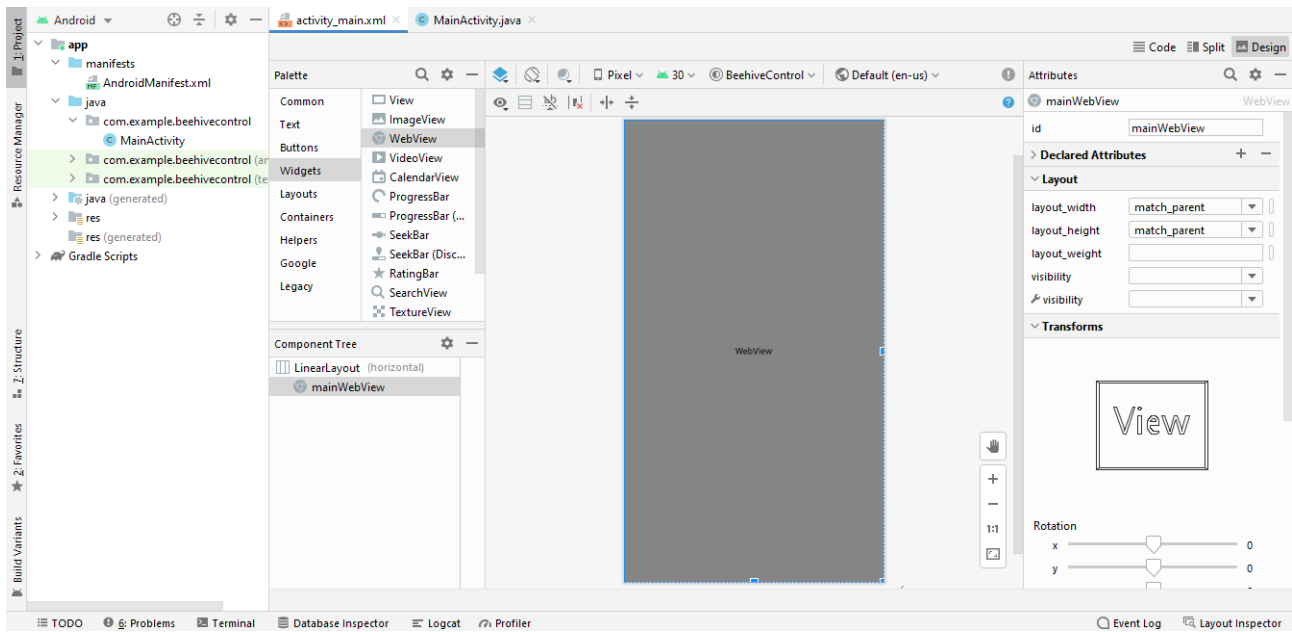 Android
activity_main.xml
MainActivity.java
1: Project
Resource Manager
7: Structure
2: Favorites
Build Variants
app
manifests
AndroidManifest.xml
java
com.example.beehivecontrol
MainActivity
com.example.beehivecontrol (ar
com.example.beehivecontrol (te
java (generated)
res
res (generated)
Gradle Scripts
Code Split Design
Palette
Common
Text
Buttons
Widgets
Layouts
Containers
Helpers
Google
Legacy
View
ImageView
WebView
VideoView
CalendarView
ProgressBar
ProgressBar (...
SeekBar
SeekBar (Disc...
RatingBar
SearchView
TextureView
Component Tree
LinearLayout (horizontal)
mainWebView
Pixel 30 BeehiveControl Default (en-us)
WebView
1:1
Attributes
mainWebView WebView
id mainWebView
Declared Attributes
Layout
layout_width match_parent
layout_height match_parent
layout_weight
visibility
visibility
Transforms
View
Rotation
x 0
y 0
TODO 6: Problems Terminal Database Inspector Logcat Profiler Event Log Layout Inspector